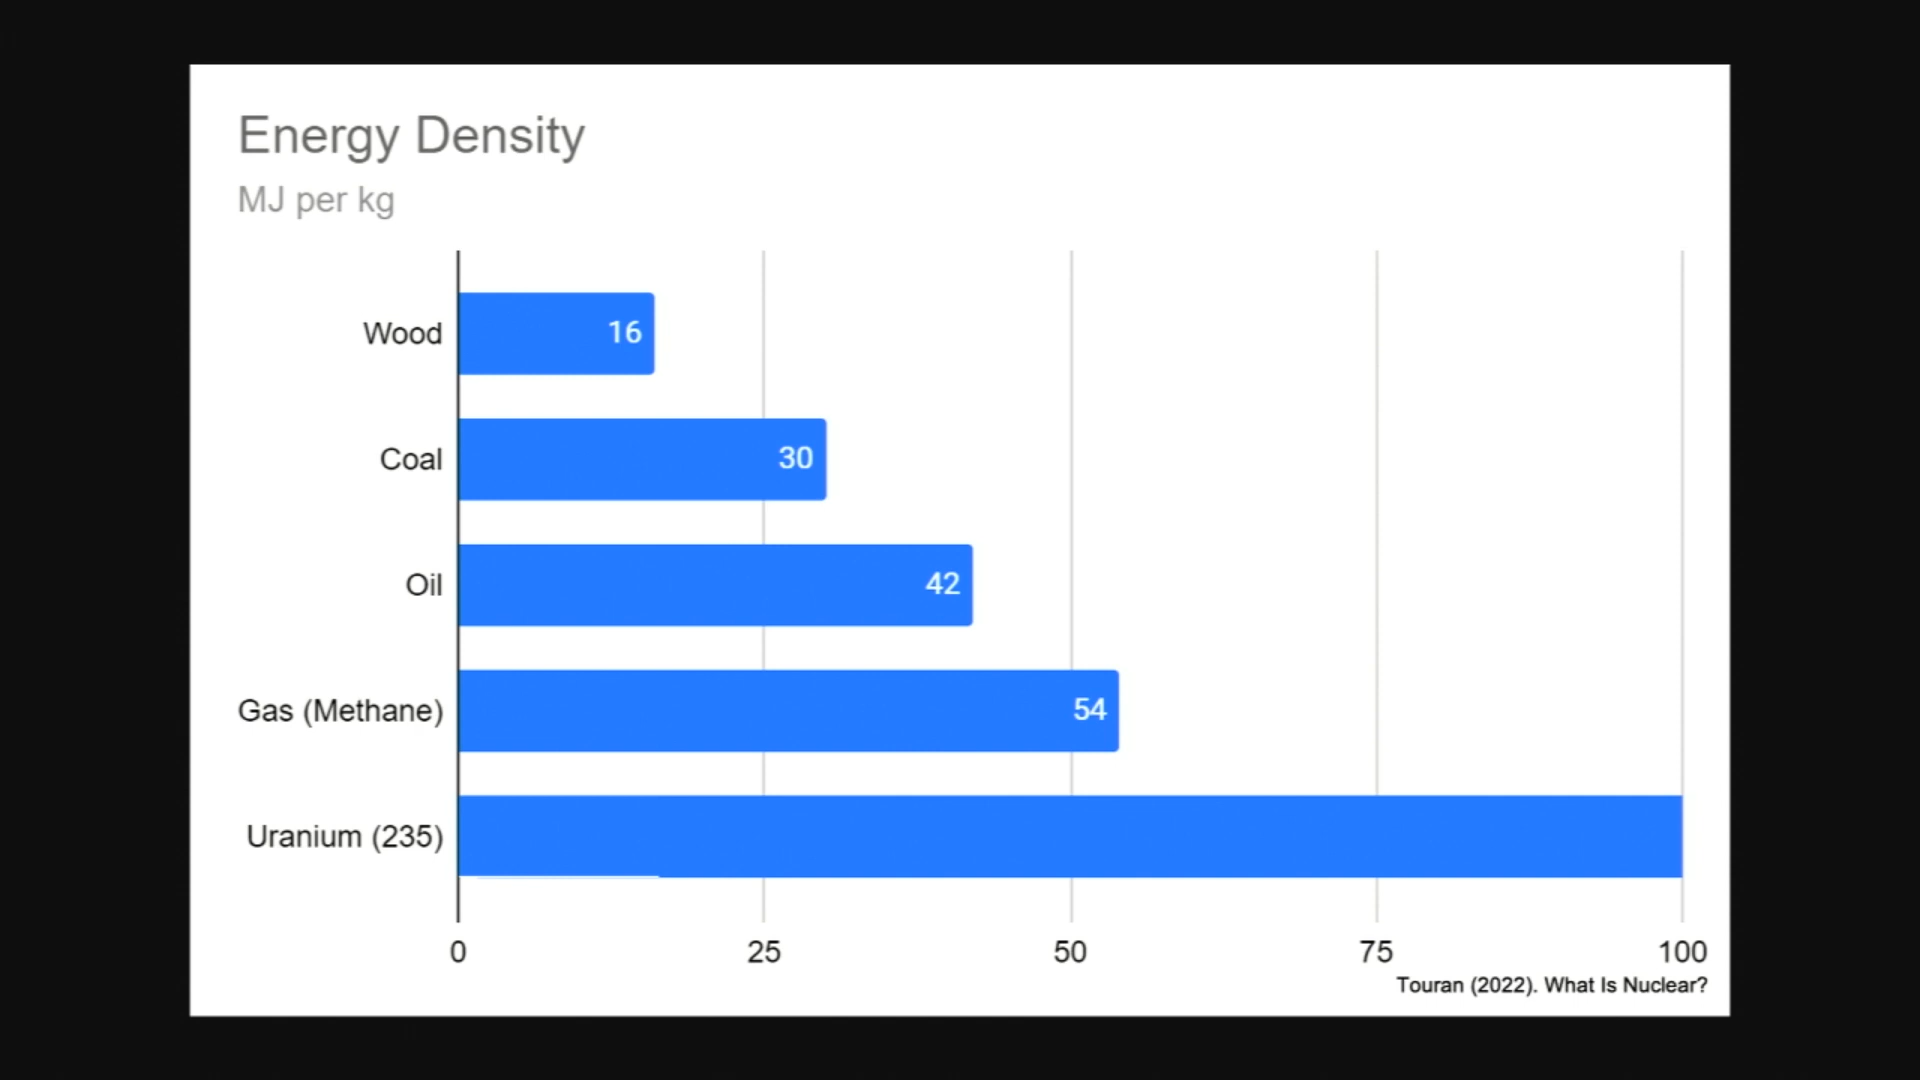 Energy Density
MJ per kg
Wood
16
Coal
30
Oil
42
Gas (Methane)
54
Uranium (235)
0 25 50 75 100
Touran (2022). What Is Nuclear?